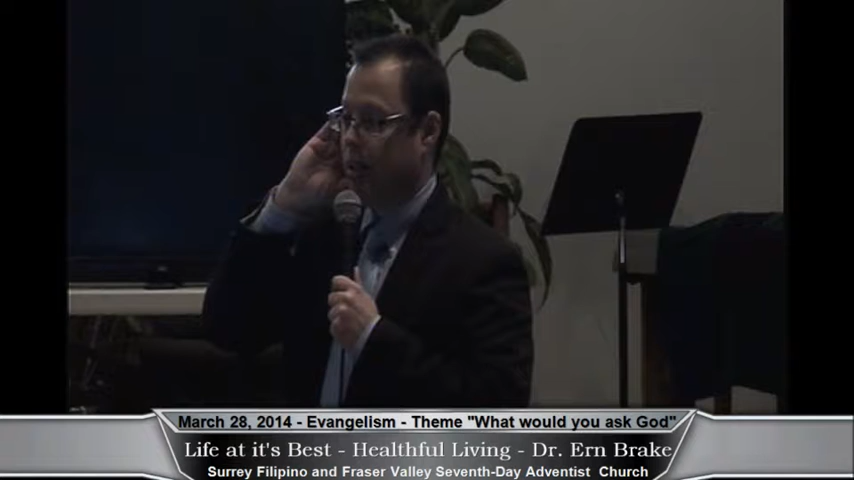 March 28, 2014 - Evangelism - Theme "What would you ask God"
Life at it's Best - Healthful Living - Dr. Ern Brake
Surrey Filipino and Fraser Valley Seventh-Day Adventist Church